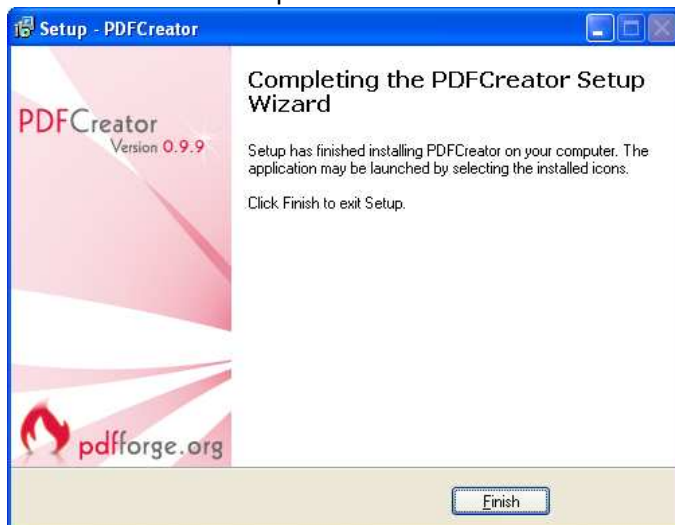 Setup - PDFCreator
PDFCreator
Version 0.9.9
Completing the PDFCreator Setup
Wizard
Setup has finished installing PDFCreator on your computer. The
application may be launched by selecting the installed icons.
Click Finish to exit Setup.
pdfforge.org
Finish